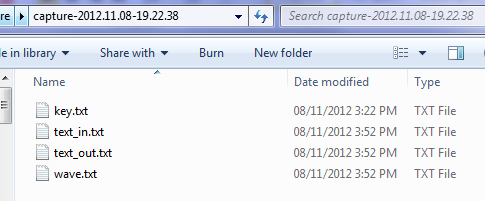 re capture-2012.11.08-19.22.38 Search capture-2012.11.08-19.22.38
e in library Share with Burn New folder
Name Date modified Type
key.txt 08/11/2012 3:22 PM TXT File
text_in.txt 08/11/2012 3:52 PM TXT File
text_out.txt 08/11/2012 3:52 PM TXT File
wave.txt 08/11/2012 3:52 PM TXT File